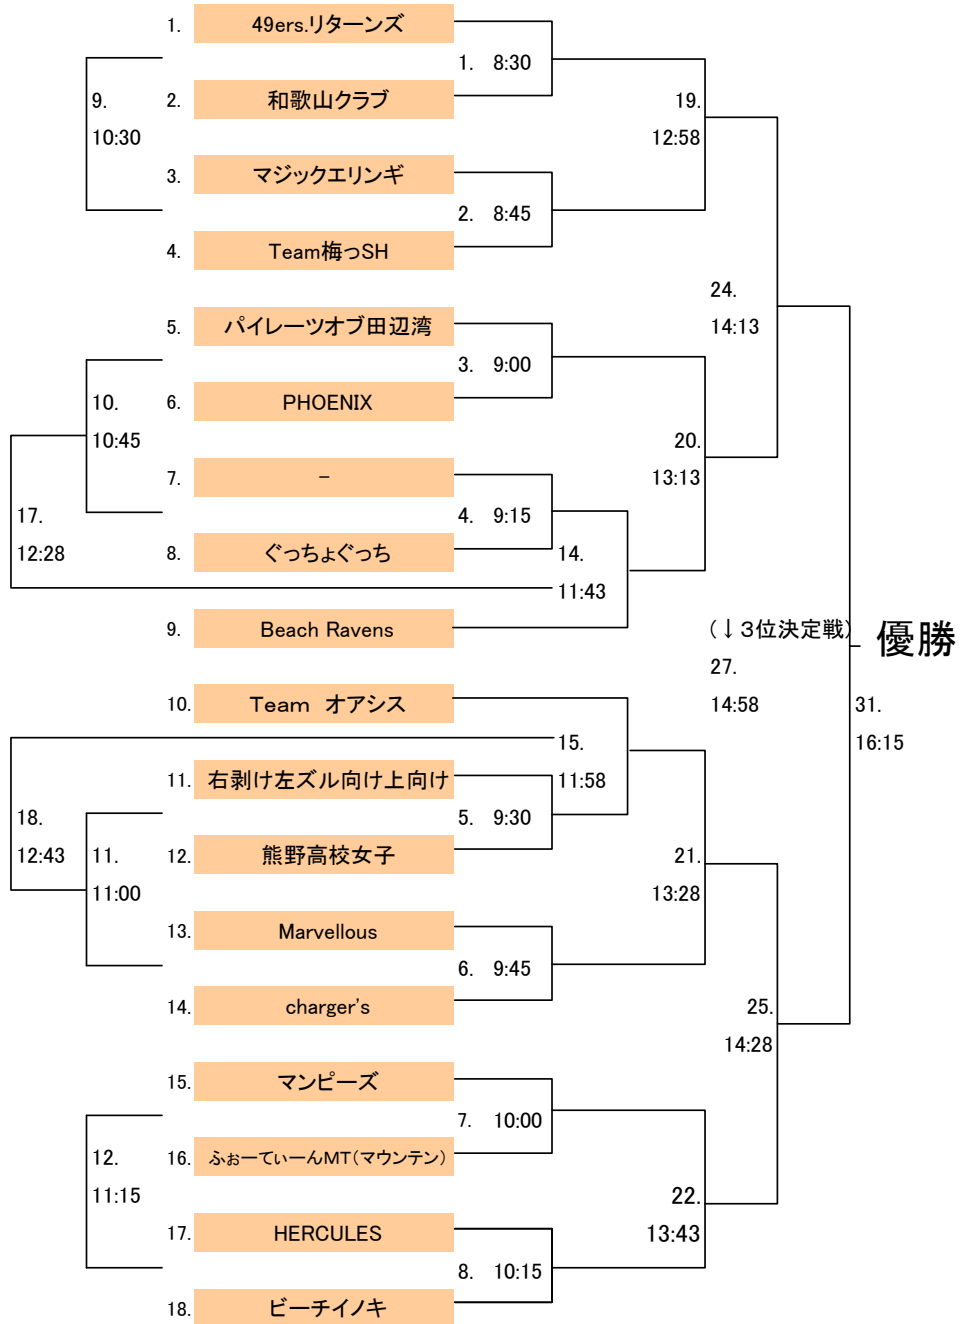 1. 49ers.リターンズ
1. 8:30
9.
10:30
2. 和歌山クラブ
19.
12:58
3. マジックエリンギ
2. 8:45
4. Team梅っSH
24.
14:13
5. パイレーツオブ田辺湾
3. 9:00
10.
10:45
6. PHOENIX
20.
13:13
7. －
4. 9:15
17.
12:28
8. ぐっちょぐっち
14.
11:43
9. Beach Ravens
(↓３位決定戦)
優勝
27.
14:58
10. Team　オアシス
31.
16:15
15.
11:58
11. 右剥け左ズル向け上向け
5. 9:30
18.
12:43
11.
11:00
12. 熊野高校女子
21.
13:28
13. Marvellous
6. 9:45
14. charger's
25.
14:28
15. マンピーズ
7. 10:00
12.
11:15
16. ふぉーてぃーんMT(マウンテン)
22.
13:43
17. HERCULES
8. 10:15
18. ビーチイノキ